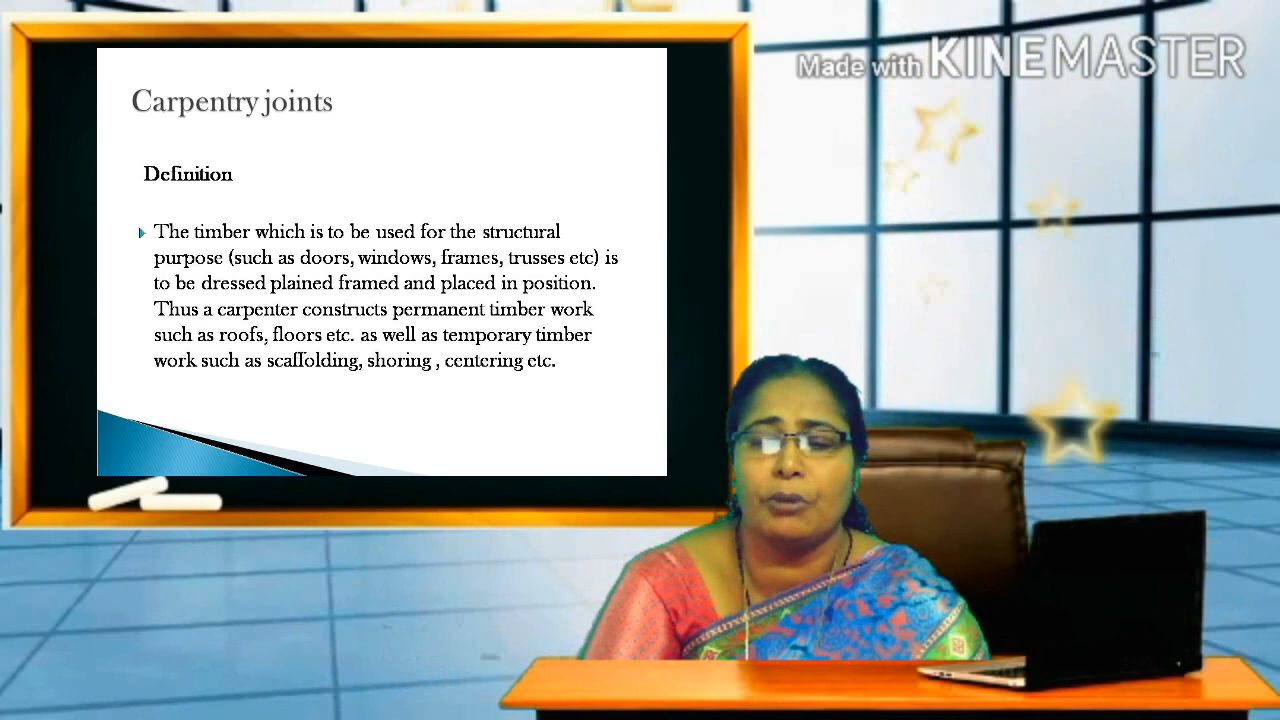 Made with KINEMASTER
Carpentry joints
Definition
The timber which is to be used for the structural
purpose (such as doors, windows, frames, trusses etc) is
to be dressed plained framed and placed in position.
Thus a carpenter constructs permanent timber work
such as roofs, floors etc. as well as temporary timber
work such as scaffolding, shoring , centering etc.